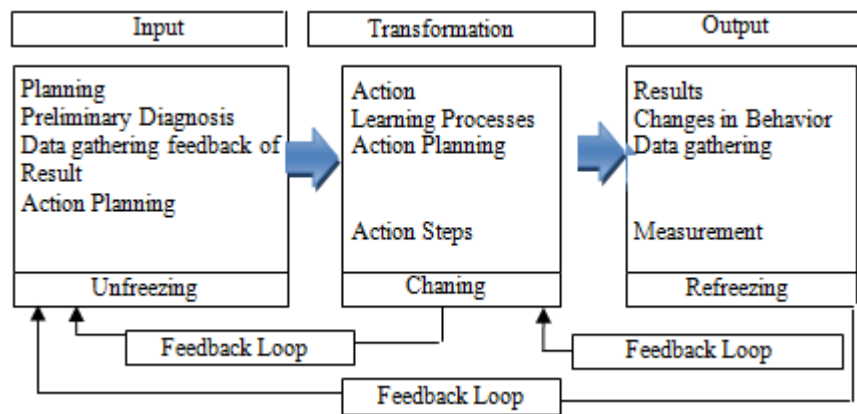 Input
Transformation
Output
Planning
Preliminary Diagnosis
Data gathering feedback of
Result
Action Planning
Unfreezing
Action
Learning Processes
Action Planning
Action Steps
Chaning
Results
Changes in Behavior
Data gathering
Measurement
Refreezing
Feedback Loop
Feedback Loop
Feedback Loop